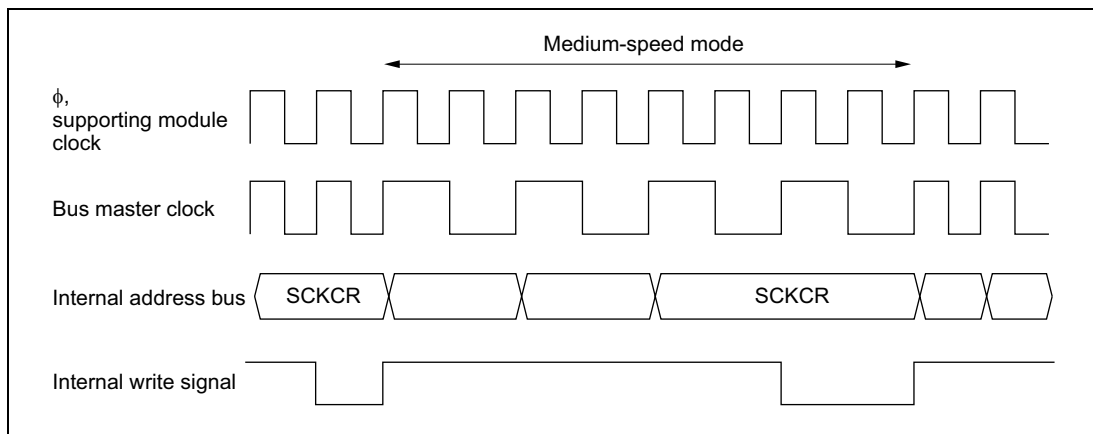 Medium-speed mode
ϕ,
supporting module
clock
Bus master clock
Internal address bus
SCKCR
SCKCR
Internal write signal